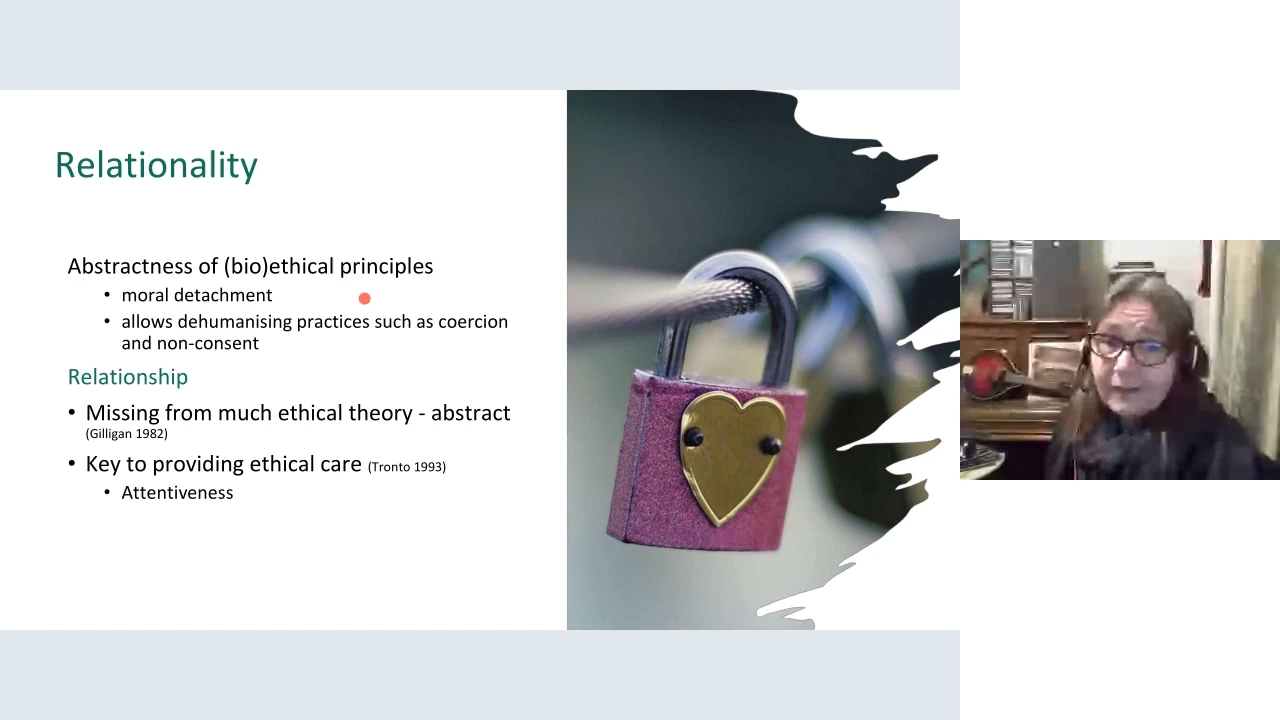 Relationality
Abstractness of (bio)ethical principles
• moral detachment
• allows dehumanising practices such as coercion
and non-consent
Relationship
• Missing from much ethical theory - abstract
(Gilligan 1982)
• Key to providing ethical care (Tronto 1993)
• Attentiveness